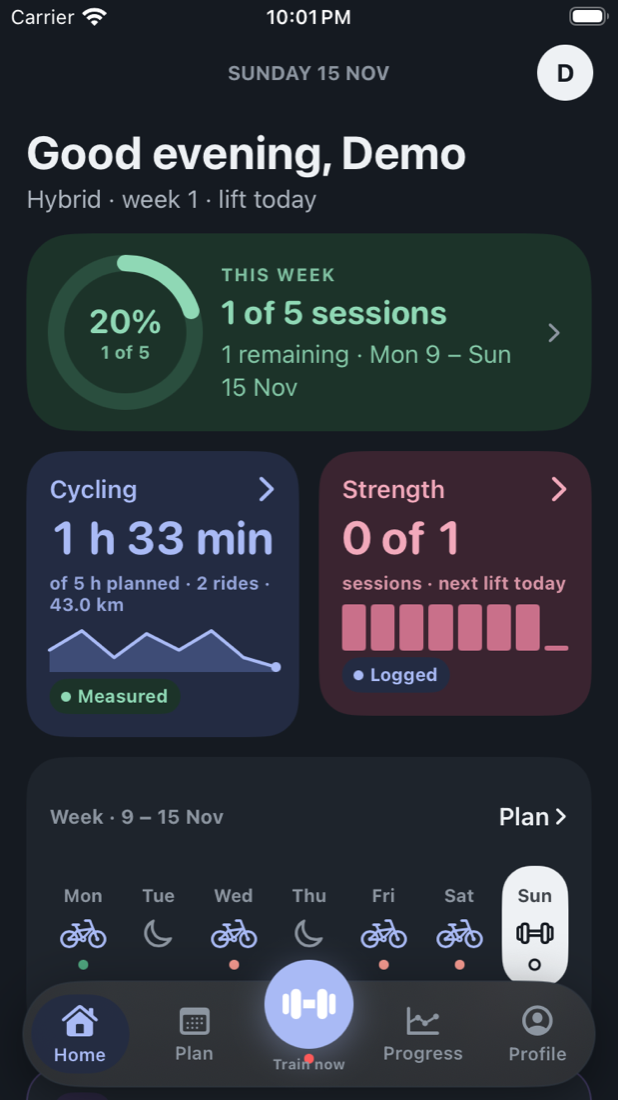 Carrier 10:01 PM
SUNDAY 15 NOV
D
Good evening, Demo
Hybrid · week 1 · lift today
THIS WEEK
20%
1 of 5
1 of 5 sessions
1 remaining · Mon 9 – Sun
15 Nov
Cycling
1 h 33 min
of 5 h planned · 2 rides ·
43.0 km
Measured
Strength
0 of 1
sessions · next lift today
Logged
Week · 9 – 15 Nov
Plan
Mon Tue Wed Thu Fri Sat Sun
Home Plan Train now Progress Profile